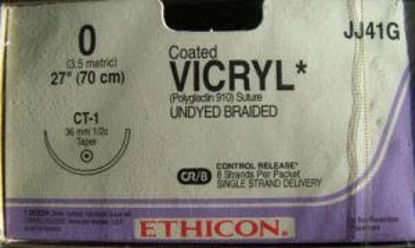 0
(3.5 metric)
27" (70 cm)
CT-1
36 mm 1/2c
Taper
Coated
VICRYL*
(Polyglactin 910) Suture
UNDYED BRAIDED
JJ41G
CR/8
CONTROL RELEASE*
8 Strands Per Packet
SINGLE STRAND DELIVERY
ETHICON